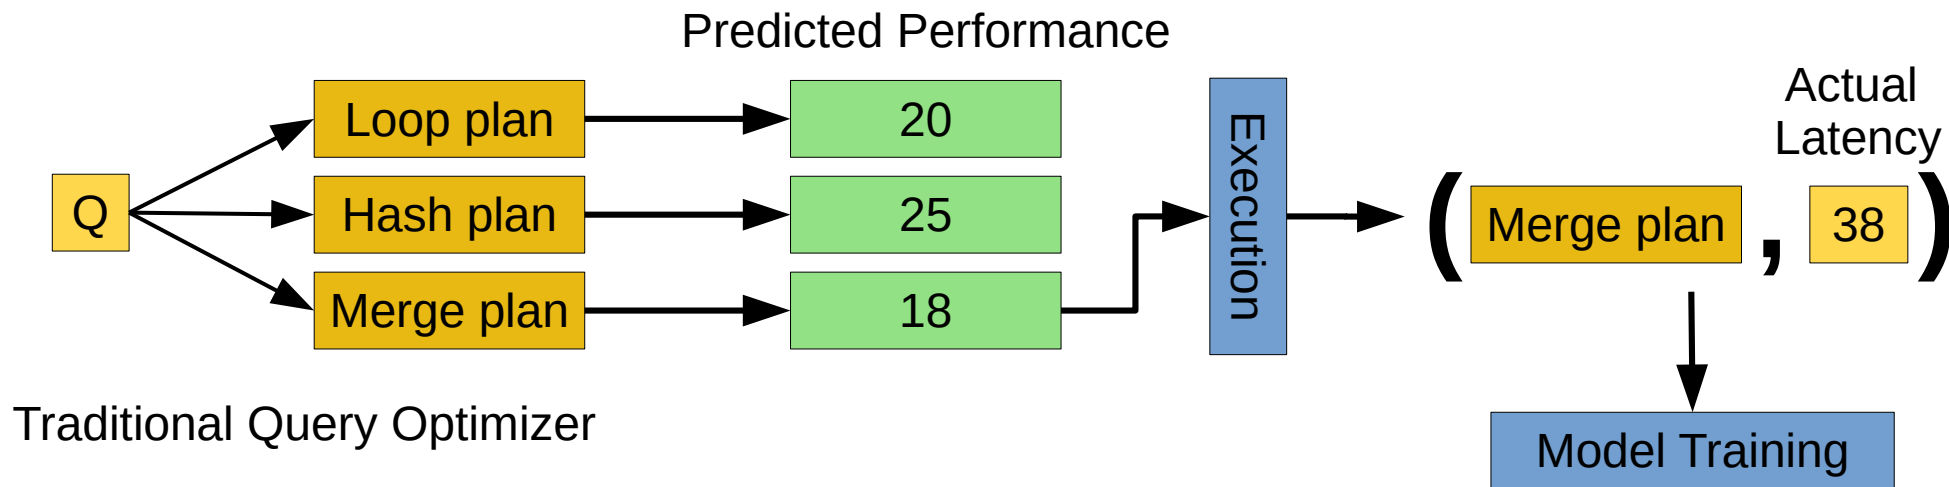 Predicted Performance
Q
Loop plan
Hash plan
Merge plan
20
25
18
Execution
Actual
Latency
( Merge plan , 38 )
Model Training
Traditional Query Optimizer